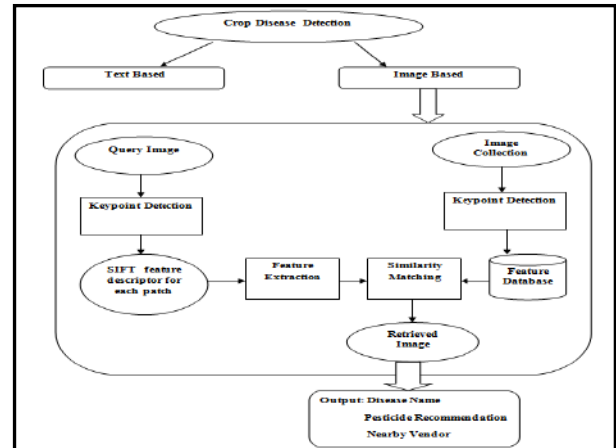 Crop Disease Detection
Text Based
Image Based
Query Image
Image
Collection
Keypoint Detection
Keypoint Detection
SIFT feature
descriptor for
each patch
Feature
Extraction
Similarity
Matching
Feature
Database
Retrieved
Image
Output: Disease Name
Pesticide Recommendation
Nearby Vendor